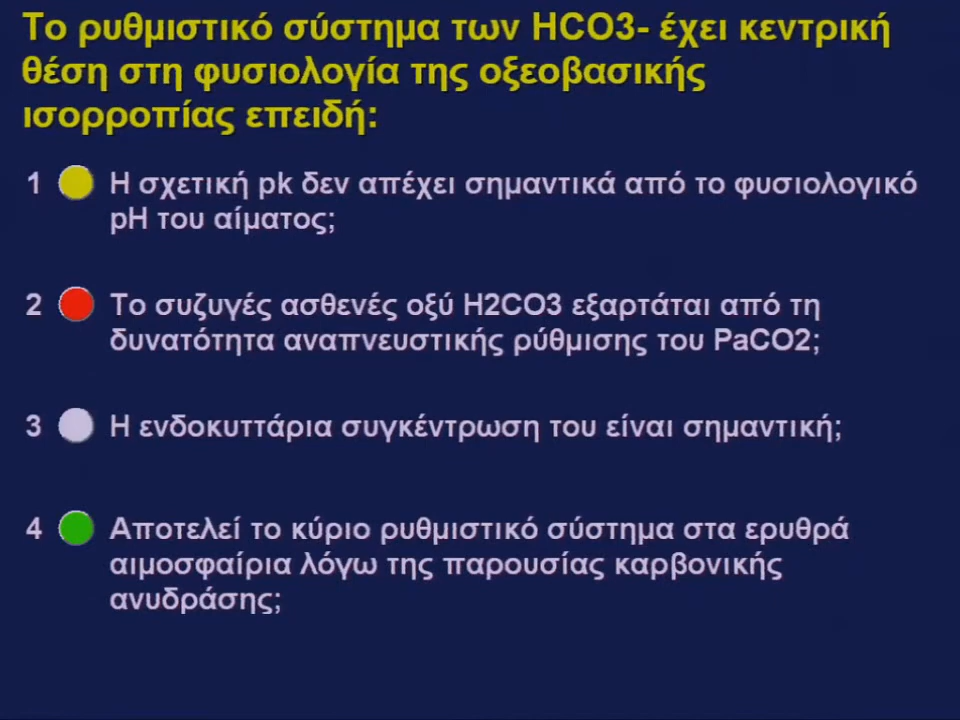 Το ρυθμιστικό σύστημα των HCO3- έχει κεντρική
θέση στη φυσιολογία της οξεοβασικής
ισορροπίας επειδή:
1 Η σχετική pk δεν απέχει σημαντικά από το φυσιολογικό
pH του αίματος;
2 Το συζυγές ασθενές οξύ H2CO3 εξαρτάται από τη
δυνατότητα αναπνευστικής ρύθμισης του PaCO2;
3 Η ενδοκυττάρια συγκέντρωση του είναι σημαντική;
4 Αποτελεί το κύριο ρυθμιστικό σύστημα στα ερυθρά
αιμοσφαίρια λόγω της παρουσίας καρβονικής
ανυδράσης;